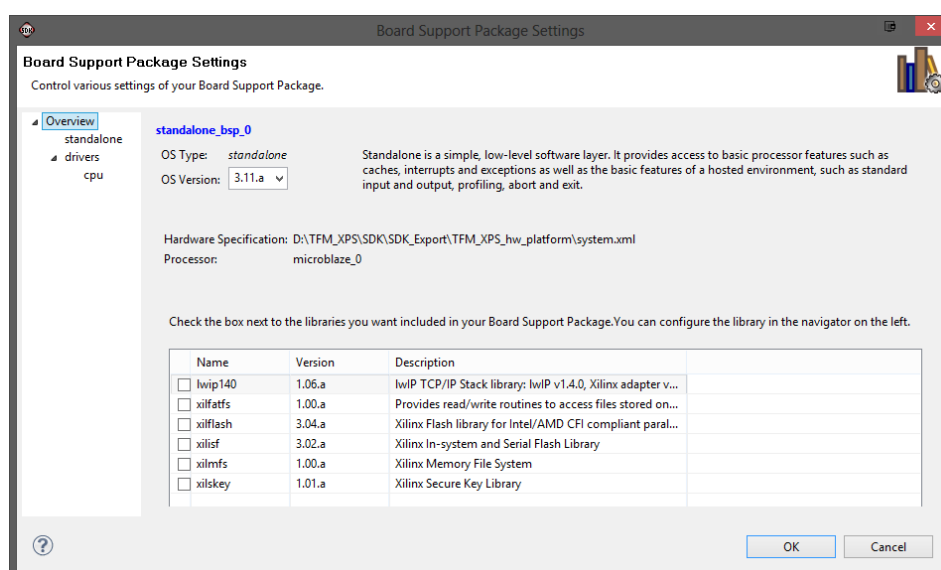 SDK
Board Support Package Settings
Board Support Package Settings
Control various settings of your Board Support Package.
Overview
standalone
drivers
cpu
standalone_bsp_0
OS Type: standalone
OS Version: 3.11.a
Standalone is a simple, low-level software layer. It provides access to basic processor features such as
caches, interrupts and exceptions as well as the basic features of a hosted environment, such as standard
input and output, profiling, abort and exit.
Hardware Specification: D:\TFM_XPS\SDK\SDK_Export\TFM_XPS_hw_platform\system.xml
Processor: microblaze_0
Check the box next to the libraries you want included in your Board Support Package.You can configure the library in the navigator on the left.
Name Version Description
lwip140 1.06.a lwIP TCP/IP Stack library: lwIP v1.4.0, Xilinx adapter v...
xilfatfs 1.00.a Provides read/write routines to access files stored on...
xilflash 3.04.a Xilinx Flash library for Intel/AMD CFI compliant paral...
xilisf 3.02.a Xilinx In-system and Serial Flash Library
xilmfs 1.00.a Xilinx Memory File System
xilskey 1.01.a Xilinx Secure Key Library
?
OK Cancel